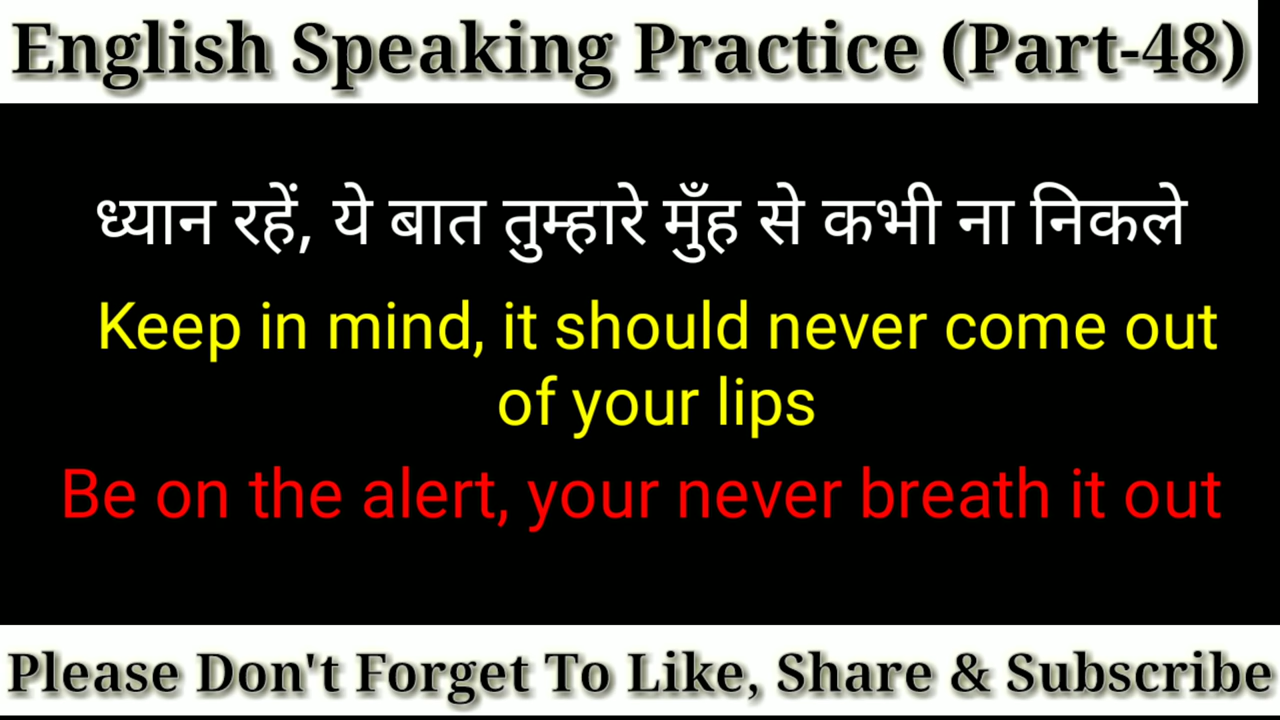 English Speaking Practice (Part-48)
ध्यान रहें, ये बात तुम्हारे मुँह से कभी ना निकले
Keep in mind, it should never come out
of your lips
Be on the alert, your never breath it out
Please Don't Forget To Like, Share & Subscribe